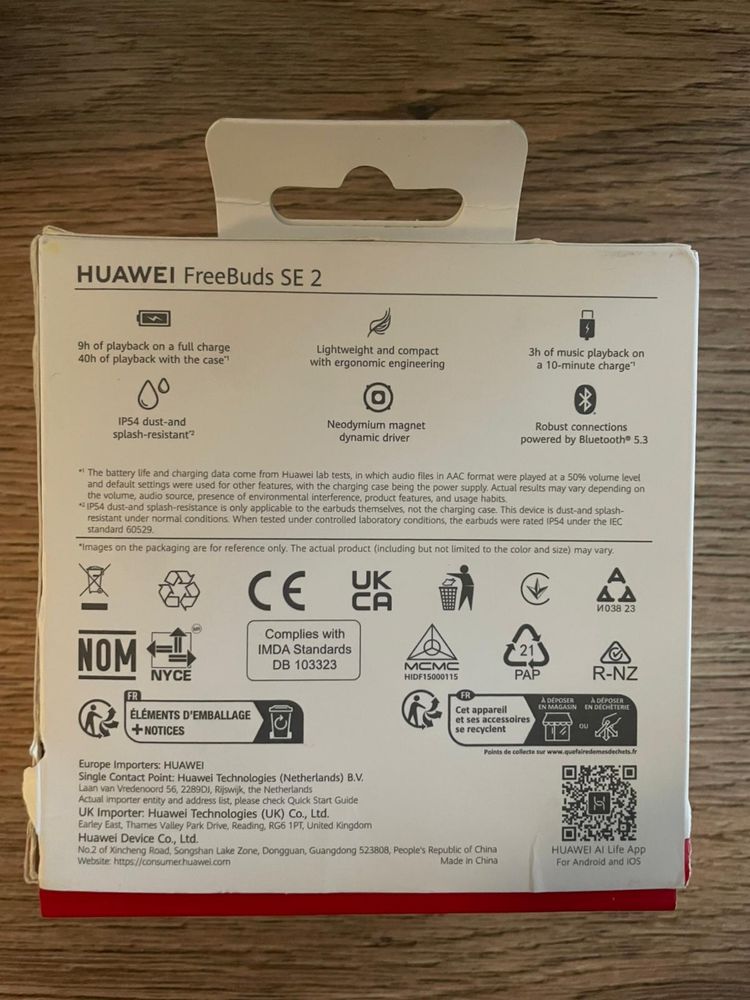 HUAWEI FreeBuds SE 2
9h of playback on a full charge
40h of playback with the case*1
Lightweight and compact
with ergonomic engineering
3h of music playback on
a 10-minute charge*1
IP54 dust-and
splash-resistant*2
Neodymium magnet
dynamic driver
Robust connections
powered by Bluetooth® 5.3
*1 The battery life and charging data come from Huawei lab tests, in which audio files in AAC format were played at a 50% volume level
and default settings were used for other features, with the charging case being the power supply. Actual results may vary depending on
the volume, audio source, presence of environmental interference, product features, and usage habits.
*2 IP54 dust-and splash-resistance is only applicable to the earbuds themselves, not the charging case. This device is dust-and splash-
resistant under normal conditions. When tested under controlled laboratory conditions, the earbuds were rated IP54 under the IEC
standard 60529.
*Images on the packaging are for reference only. The actual product (including but not limited to the color and size) may vary.
CE
UK
CA
И038 23
NOM
NYCE
MR
Complies with
IMDA Standards
DB 103323
MCMC
HIDF15000115
21
PAP
R-NZ
FR
ÉLÉMENTS D'EMBALLAGE
+NOTICES
FR
Cet appareil
et ses accessoires
se recyclent
À DÉPOSER
EN MAGASIN
OU
À DÉPOSER
EN DÉCHÈTERIE
Points de collecte sur www.quefairedemesdechets.fr
Europe Importers: HUAWEI
Single Contact Point: Huawei Technologies (Netherlands) B.V.
Laan van Vredenoord 56, 2289DJ, Rijswijk, the Netherlands
Actual importer entity and address list, please check Quick Start Guide
UK Importer: Huawei Technologies (UK) Co., Ltd.
Earley East, Thames Valley Park Drive, Reading, RG6 1PT, United Kingdom
Huawei Device Co., Ltd.
No.2 of Xincheng Road, Songshan Lake Zone, Dongguan, Guangdong 523808, People's Republic of China
Website: https://consumer.huawei.com
Made in China
HUAWEI AI Life App
For Android and iOS